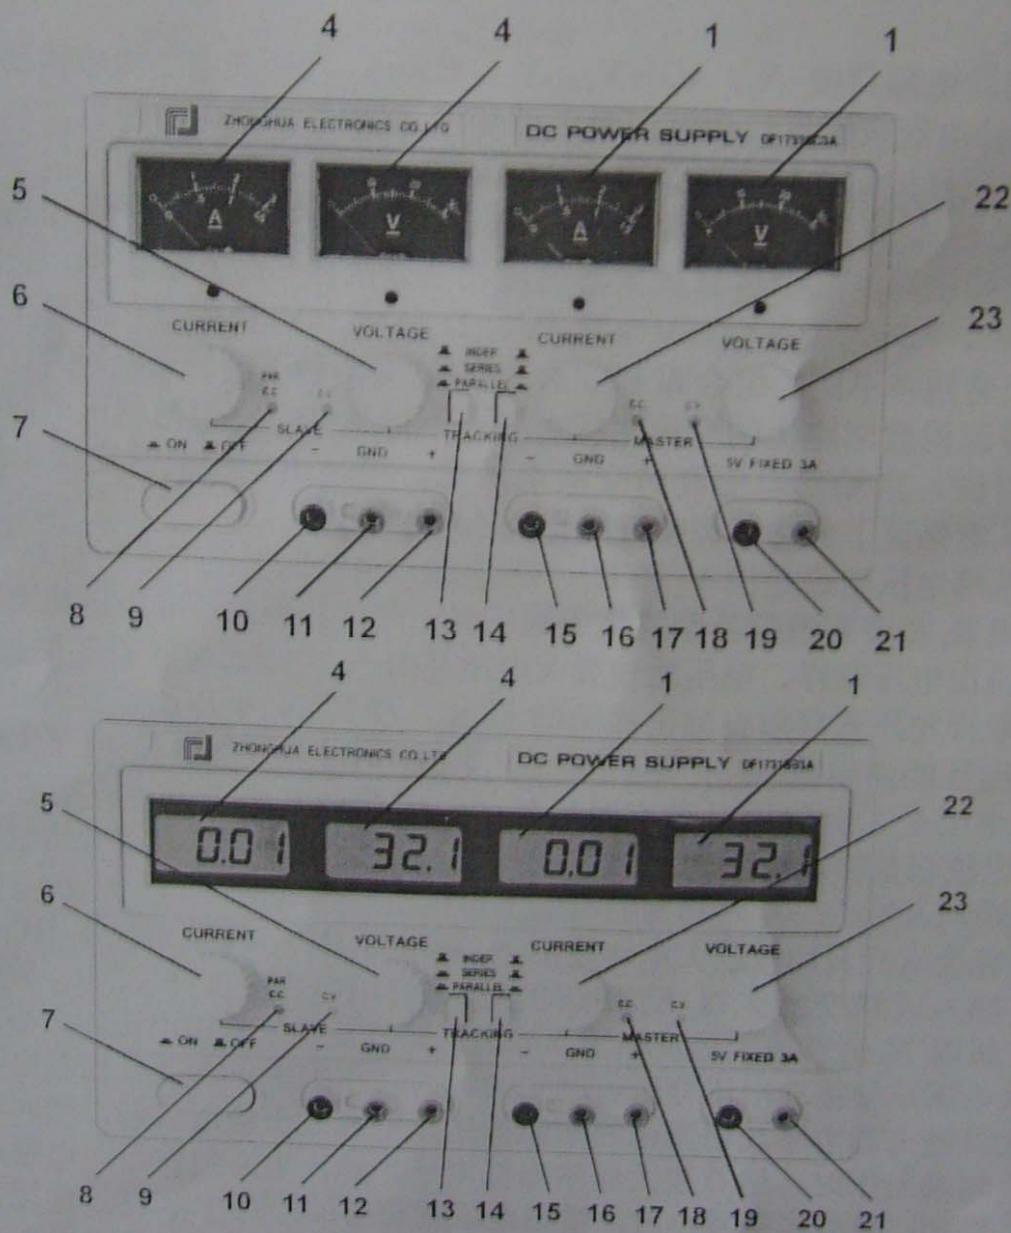 4 4 1 1
ZHONGHUA ELECTRONICS CO LTD DC POWER SUPPLY
5 A V A V 22
6 CURRENT VOLTAGE CURRENT VOLTAGE 23
INDEP
SERIES
PARALLEL
PAR
C.C C.V C.C C.V
7 SLAVE TRACKING MASTER
ON OFF - GND + - GND + 5V FIXED 3A
8 9 10 11 12 13 14 15 16 17 18 19 20 21
4 4 1 1
ZHONGHUA ELECTRONICS CO.LTD DC POWER SUPPLY
5 22
0.01 32.1 0.01 32.1
6 CURRENT VOLTAGE CURRENT VOLTAGE 23
INDEP
SERIES
PARALLEL
PAR
C.C C.V C.C C.V
7 SLAVE TRACKING MASTER
ON OFF - GND + - GND + 5V FIXED 3A
8 9 10 11 12 13 14 15 16 17 18 19 20 21